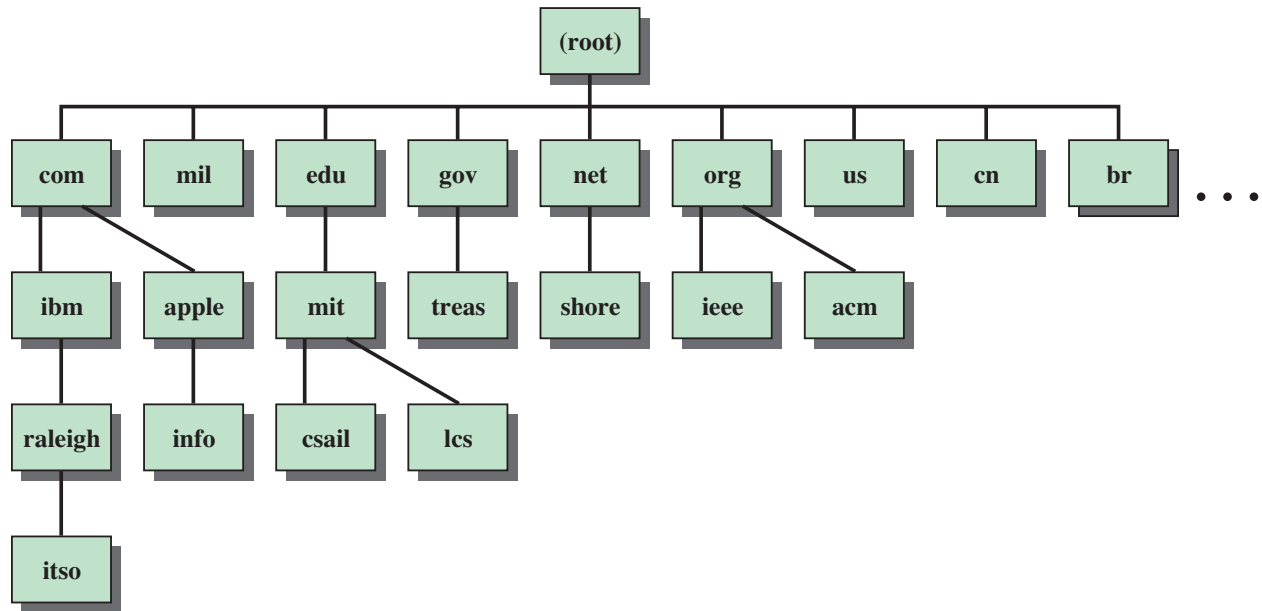 (root)
com mil edu gov net org us cn br . . .
ibm apple mit treas shore ieee acm
raleigh info csail lcs
itso